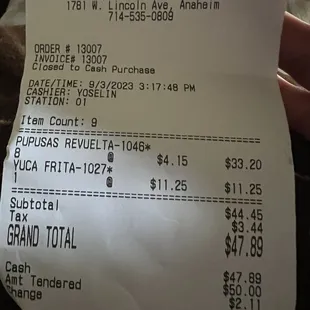 1781 W. Lincoln Ave, Anaheim
714-535-0809
ORDER # 13007
INVOICE# 13007
Closed to Cash Purchase
DATE/TIME: 9/3/2023 3:17:48 PM
CASHIER: YOSELIN
STATION: 01
Item Count: 9
PUPUSAS REVUELTA-1046*
8 @ $4.15 $33.20
YUCA FRITA-1027*
1 @ $11.25 $11.25
Subtotal $44.45
Tax $3.44
GRAND TOTAL $47.89
Cash $47.89
Amt Tendered $50.00
Change $2.11